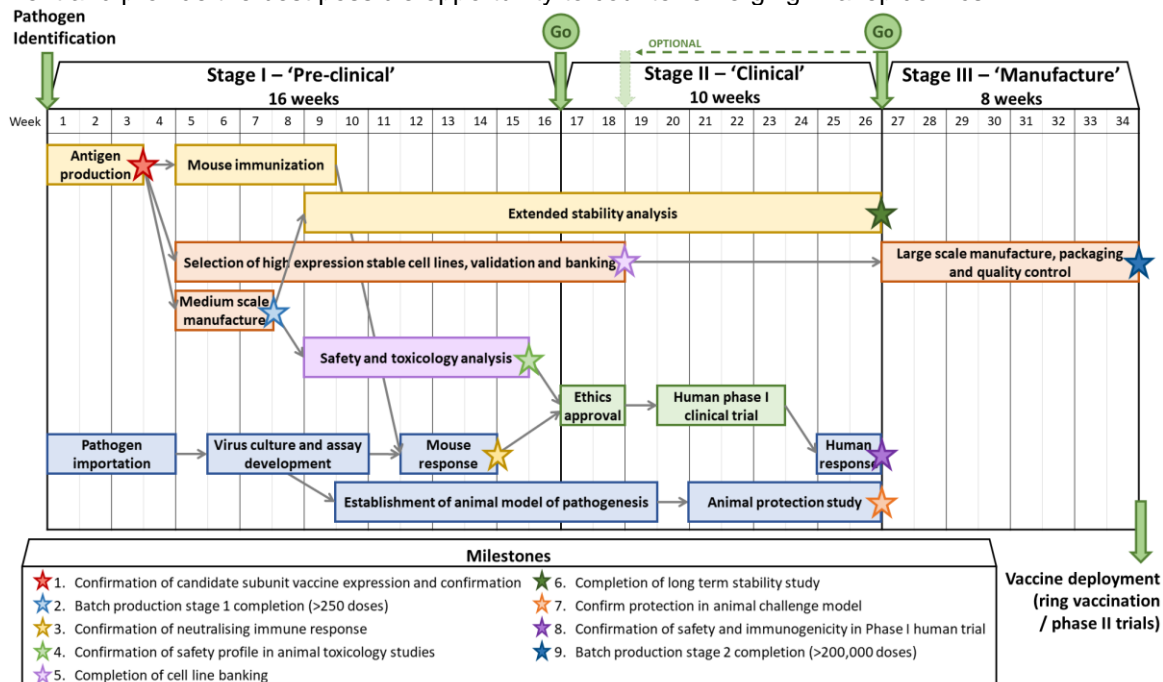 Pathogen
Identification
Go
Go
OPTIONAL
Stage I – ‘Pre-clinical’
16 weeks
Stage II – ‘Clinical’
10 weeks
Stage III – ‘Manufacture’
8 weeks
Week 1 2 3 4 5 6 7 8 9 10 11 12 13 14 15 16 17 18 19 20 21 22 23 24 25 26 27 28 29 30 31 32 33 34
Antigen
production
Mouse immunization
Extended stability analysis
Selection of high expression stable cell lines, validation and banking
Large scale manufacture, packaging
and quality control
Medium scale
manufacture
Safety and toxicology analysis
Ethics
approval
Human phase I
clinical trial
Pathogen
importation
Virus culture and assay
development
Mouse
response
Human
response
Establishment of animal model of pathogenesis
Animal protection study
Milestones
1. Confirmation of candidate subunit vaccine expression and confirmation
2. Batch production stage 1 completion (>250 doses)
3. Confirmation of neutralising immune response
4. Confirmation of safety profile in animal toxicology studies
5. Completion of cell line banking
6. Completion of long term stability study
7. Confirm protection in animal challenge model
8. Confirmation of safety and immunogenicity in Phase I human trial
9. Batch production stage 2 completion (>200,000 doses)
Vaccine deployment
(ring vaccination
/ phase II trials)